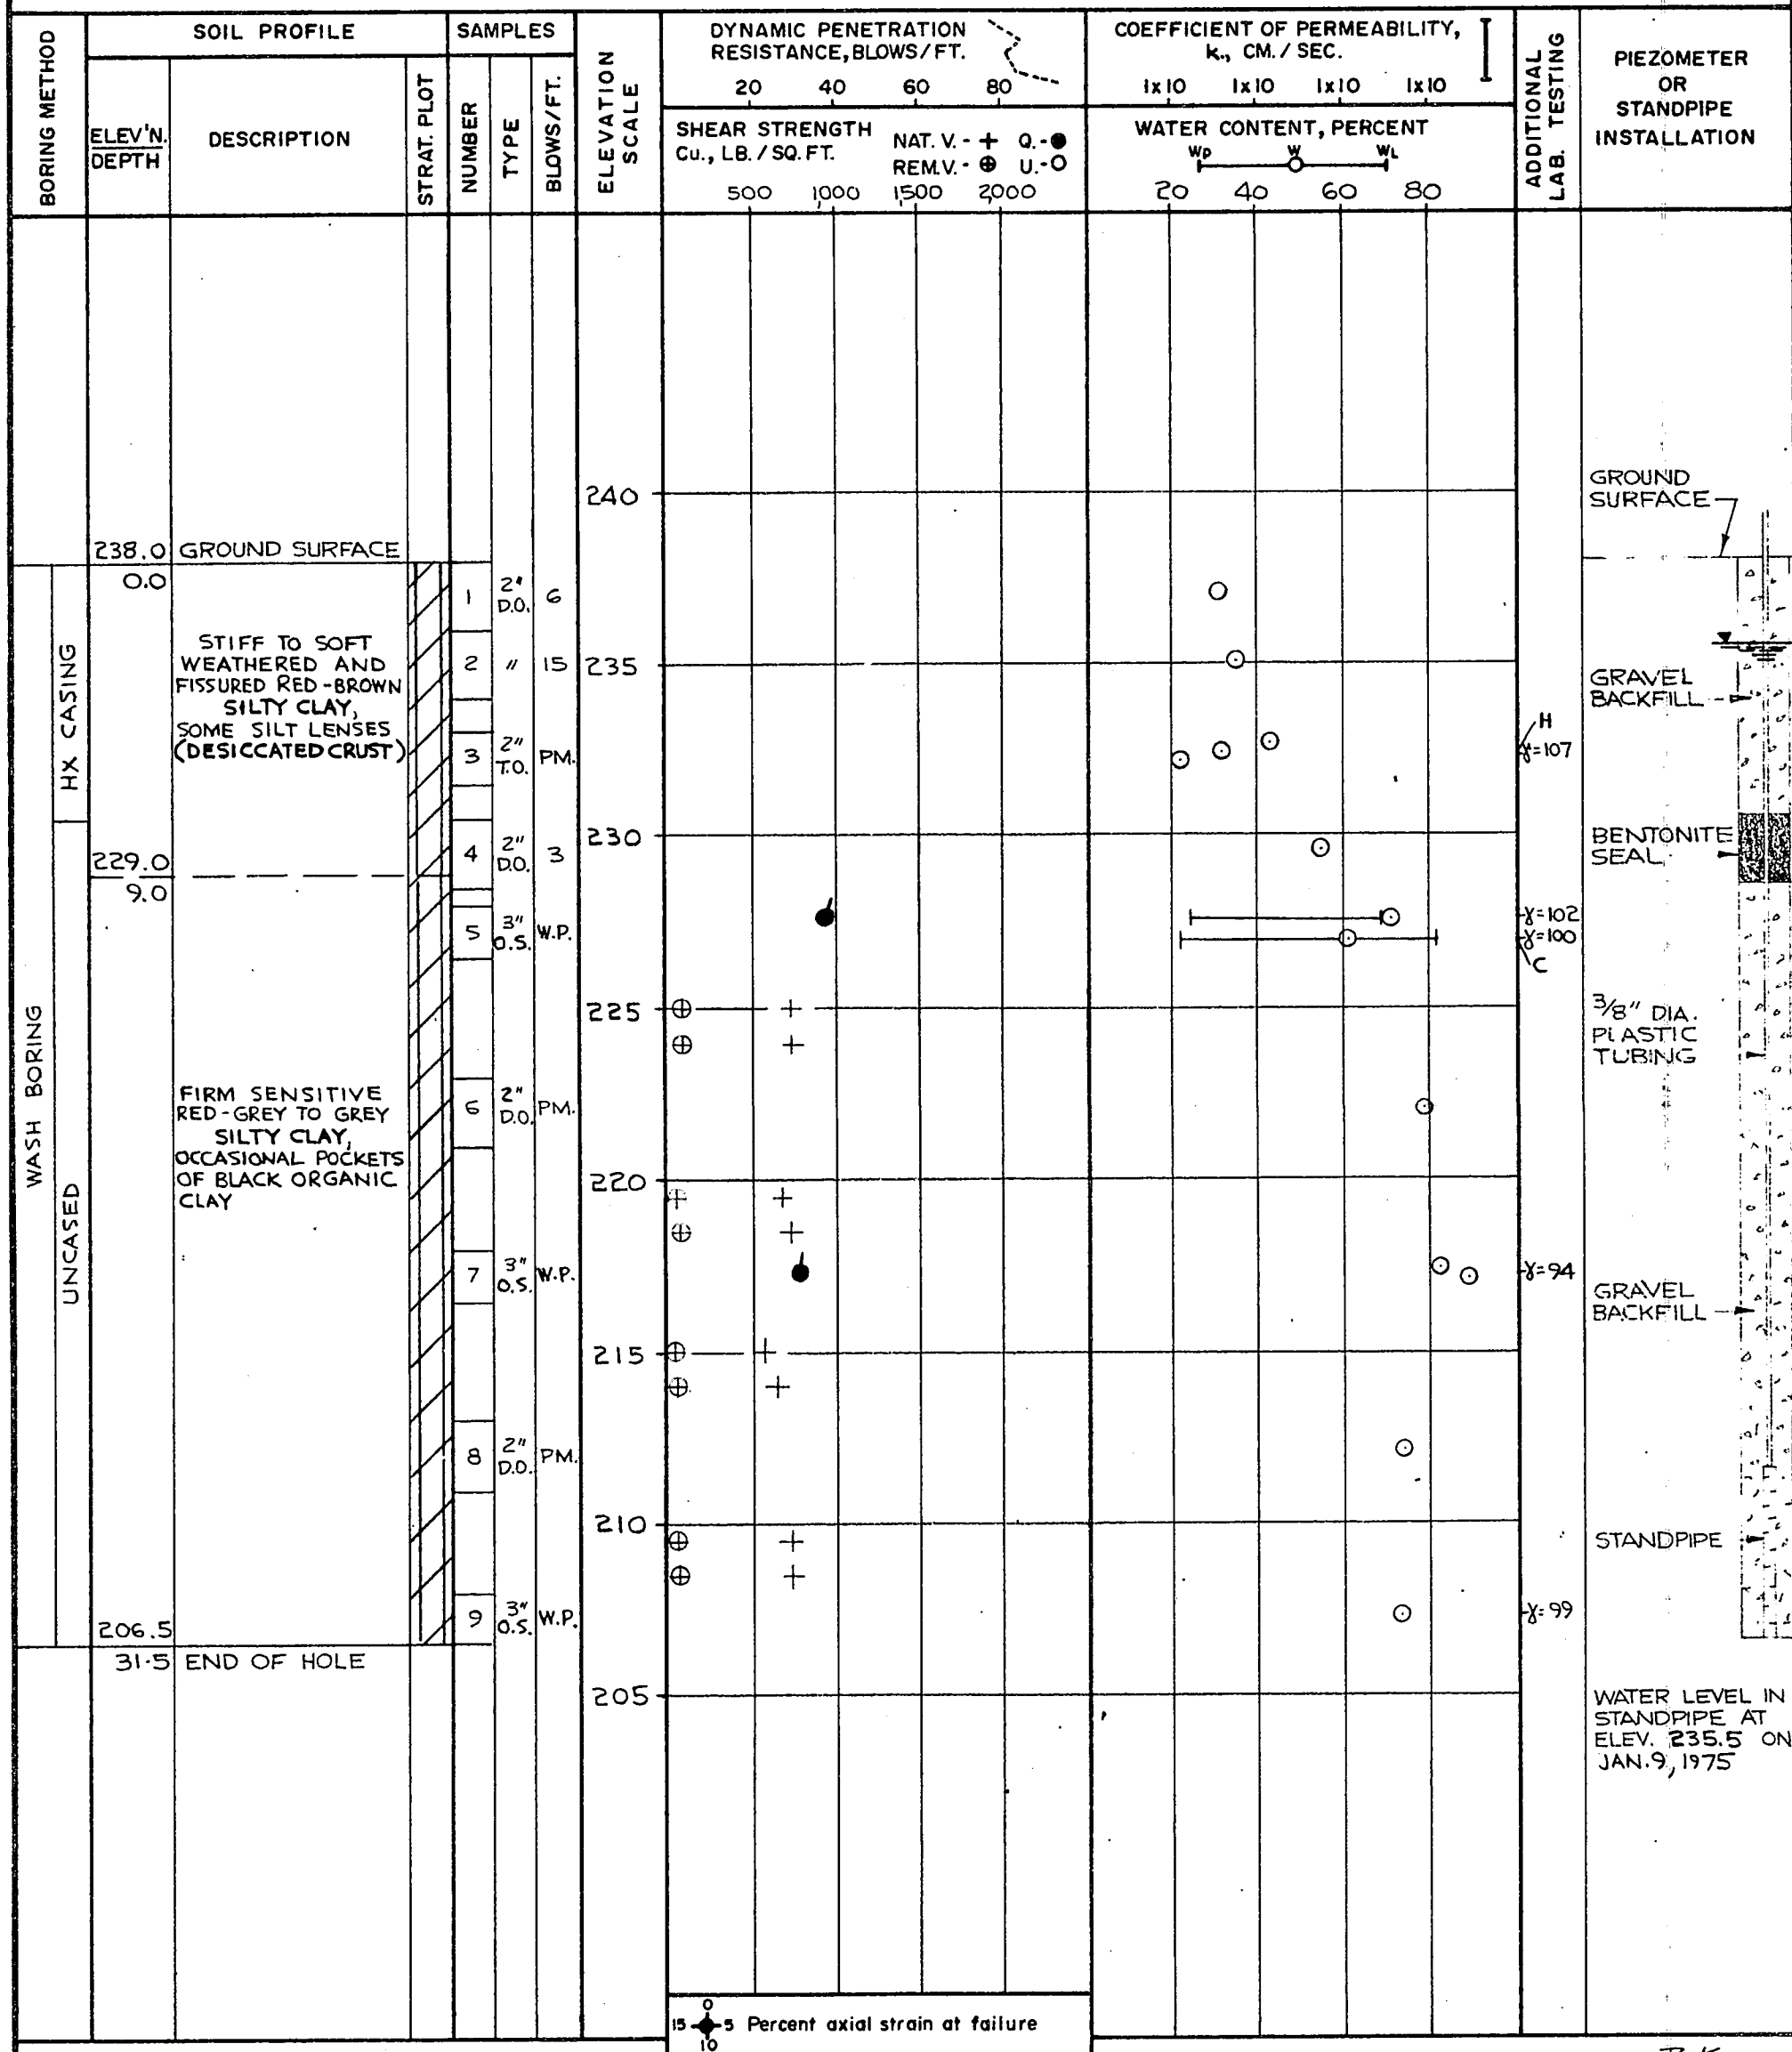 BORING METHOD
SOIL PROFILE
ELEV'N.
DEPTH
DESCRIPTION
STRAT. PLOT
SAMPLES
NUMBER
TYPE
BLOWS/FT.
ELEVATION
SCALE
DYNAMIC PENETRATION
RESISTANCE, BLOWS/FT.
20 40 60 80
SHEAR STRENGTH
Cu., LB./SQ. FT.
NAT. V. - + Q. - ●
REM.V. - ⊕ U. - O
500 1000 1500 2000
COEFFICIENT OF PERMEABILITY,
k., CM./ SEC.
1x10 1x10 1x10 1x10
WATER CONTENT, PERCENT
Wp W WL
20 40 60 80
ADDITIONAL
LAB. TESTING
PIEZOMETER
OR
STANDPIPE
INSTALLATION
WASH BORING
HX CASING
UNCASED
238.0 GROUND SURFACE
0.0
STIFF TO SOFT
WEATHERED AND
FISSURED RED-BROWN
SILTY CLAY,
SOME SILT LENSES
(DESICCATED CRUST)
229.0
9.0
FIRM SENSITIVE
RED-GREY TO GREY
SILTY CLAY,
OCCASIONAL POCKETS
OF BLACK ORGANIC
CLAY
206.5
31.5 END OF HOLE
1 2" D.O. 6
2 " 15
3 2" T.O. PM.
4 2" D.O. 3
5 3" O.S. W.P.
6 2" D.O. PM.
7 3" O.S. W.P.
8 2" D.O. PM.
9 3" O.S. W.P.
240
235
230
225
220
215
210
205
H
γ=107
γ=102
γ=100
C
γ=94
γ=99
GROUND
SURFACE
GRAVEL
BACKFILL
BENTONITE
SEAL
3/8" DIA.
PLASTIC
TUBING
GRAVEL
BACKFILL
STANDPIPE
WATER LEVEL IN
STANDPIPE AT
ELEV. 235.5 ON
JAN. 9, 1975
0
15 5 Percent axial strain at failure
10